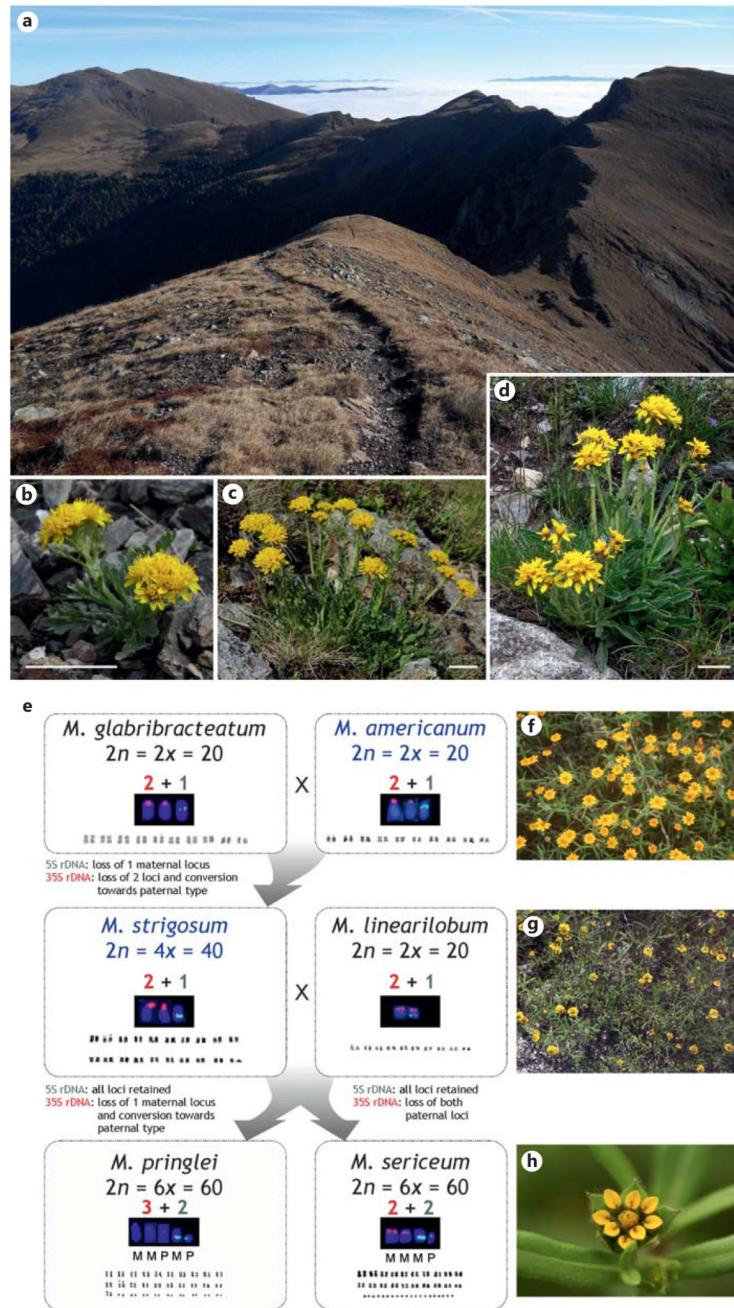 a
b
c
d
e
M. glabribracteatum
2n = 2x = 20
2 + 1
X
M. americanum
2n = 2x = 20
2 + 1
f
5S rDNA: loss of 1 maternal locus
35S rDNA: loss of 2 loci and conversion
towards paternal type
M. strigosum
2n = 4x = 40
2 + 1
X
M. linearilobum
2n = 2x = 20
2 + 1
g
5S rDNA: all loci retained
35S rDNA: loss of 1 maternal locus
and conversion towards
paternal type
5S rDNA: all loci retained
35S rDNA: loss of both
paternal loci
M. pringlei
2n = 6x = 60
3 + 2
M M P M P
M. sericeum
2n = 6x = 60
2 + 2
M M M P
h